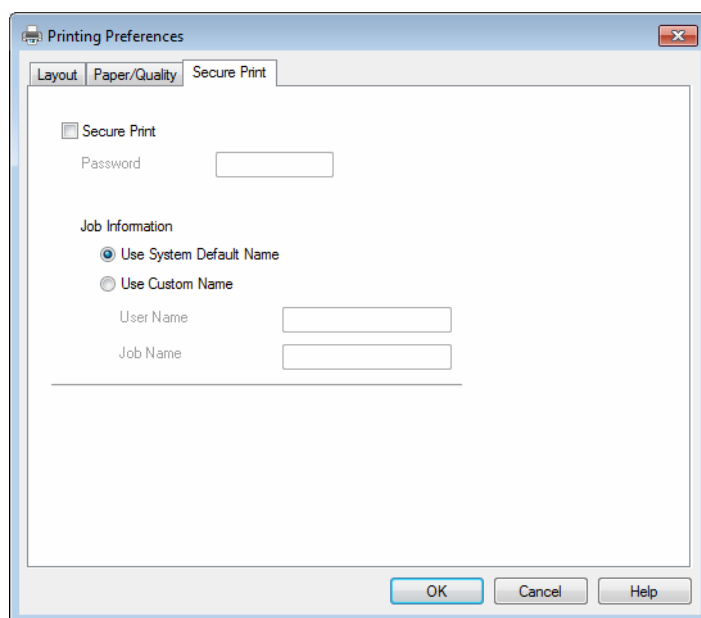 Printing Preferences
Layout Paper/Quality Secure Print
Secure Print
Password
Job Information
Use System Default Name
Use Custom Name
User Name
Job Name
OK Cancel Help